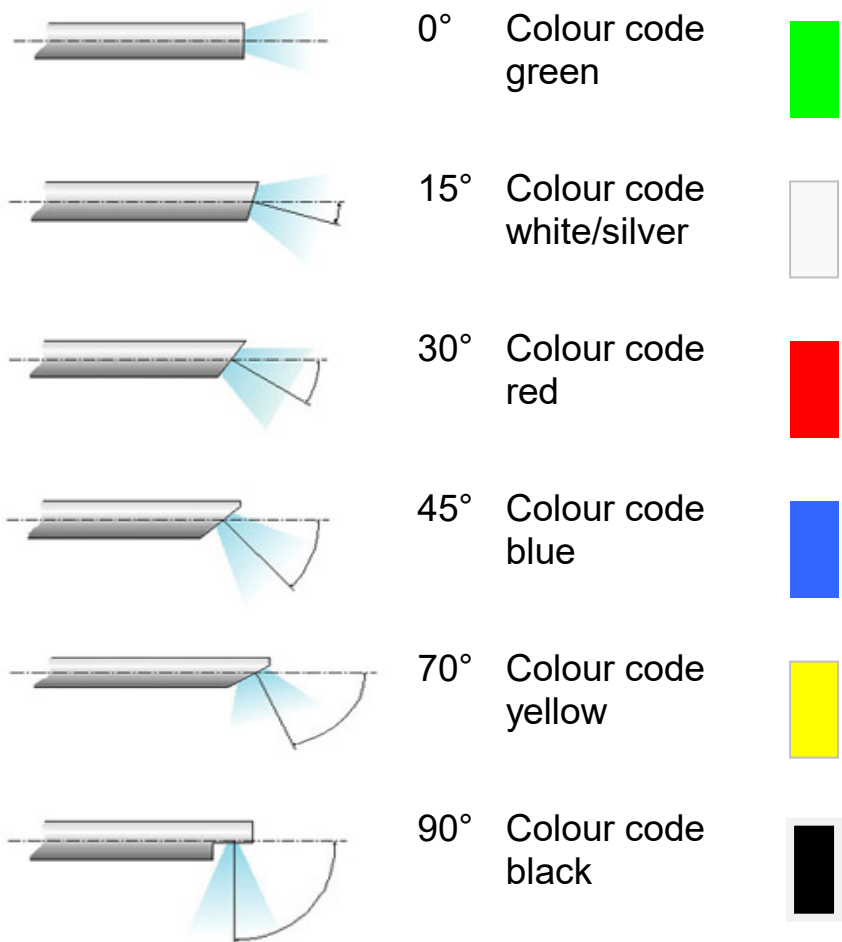 0° Colour code
green
15° Colour code
white/silver
30° Colour code
red
45° Colour code
blue
70° Colour code
yellow
90° Colour code
black